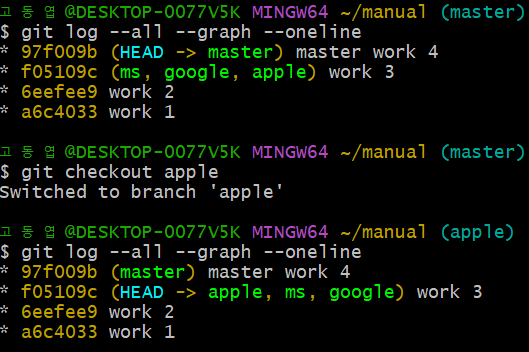 고 동 엽 @DESKTOP-0077V5K MINGW64 ~/manual (master)
$ git log --all --graph --oneline
* 97f009b (HEAD -> master) master work 4
* f05109c (ms, google, apple) work 3
* 6eefee9 work 2
* a6c4033 work 1
고 동 엽 @DESKTOP-0077V5K MINGW64 ~/manual (master)
$ git checkout apple
Switched to branch 'apple'
고 동 엽 @DESKTOP-0077V5K MINGW64 ~/manual (apple)
$ git log --all --graph --oneline
* 97f009b (master) master work 4
* f05109c (HEAD -> apple, ms, google) work 3
* 6eefee9 work 2
* a6c4033 work 1